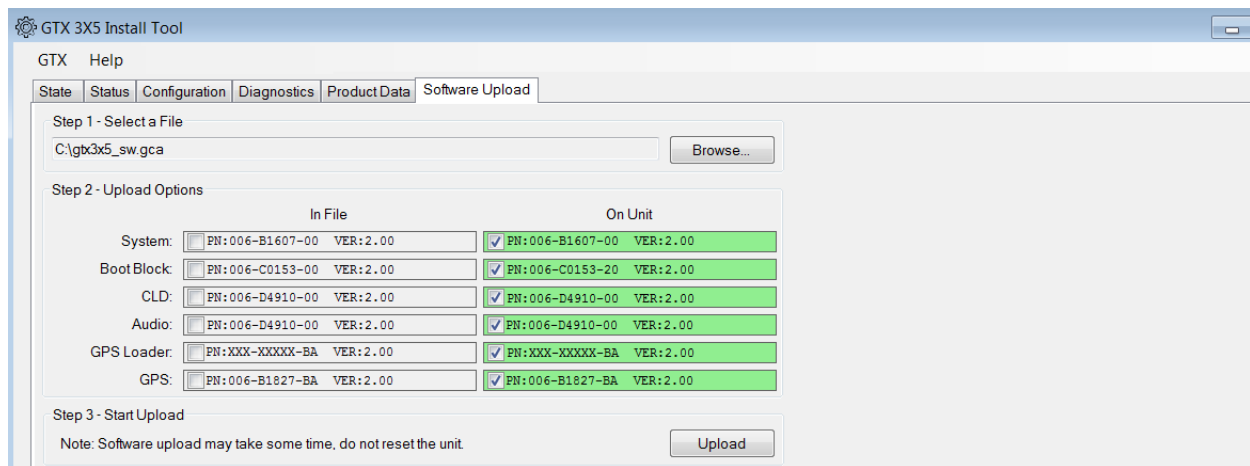 GTX 3X5 Install Tool
GTX Help
State Status Configuration Diagnostics Product Data Software Upload
Step 1 - Select a File
C:\gtx3x5_sw.gca Browse...
Step 2 - Upload Options
In File On Unit
System: PN:006-B1607-00 VER:2.00 PN:006-B1607-00 VER:2.00
Boot Block: PN:006-C0153-00 VER:2.00 PN:006-C0153-20 VER:2.00
CLD: PN:006-D4910-00 VER:2.00 PN:006-D4910-00 VER:2.00
Audio: PN:006-D4910-00 VER:2.00 PN:006-D4910-00 VER:2.00
GPS Loader: PN:XXX-XXXXX-BA VER:2.00 PN:XXX-XXXXX-BA VER:2.00
GPS: PN:006-B1827-BA VER:2.00 PN:006-B1827-BA VER:2.00
Step 3 - Start Upload
Note: Software upload may take some time, do not reset the unit. Upload